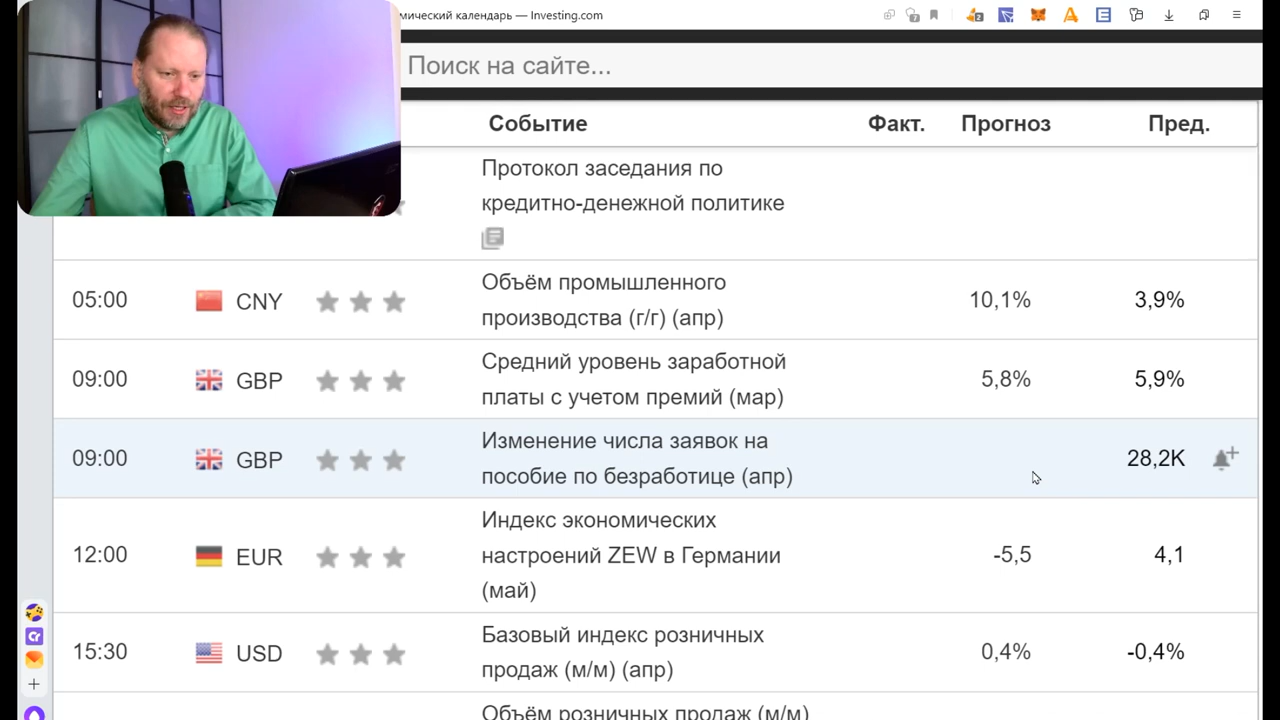 мический календарь — Investing.com
Поиск на сайте...
Событие Факт. Прогноз Пред.
Протокол заседания по
кредитно-денежной политике
05:00 CNY Объём промышленного
производства (г/г) (апр) 10,1% 3,9%
09:00 GBP Средний уровень заработной
платы с учетом премий (мар) 5,8% 5,9%
09:00 GBP Изменение числа заявок на
пособие по безработице (апр) 28,2K
12:00 EUR Индекс экономических
настроений ZEW в Германии
(май) -5,5 4,1
15:30 USD Базовый индекс розничных
продаж (м/м) (апр) 0,4% -0,4%
Объём розничных продаж (м/м)